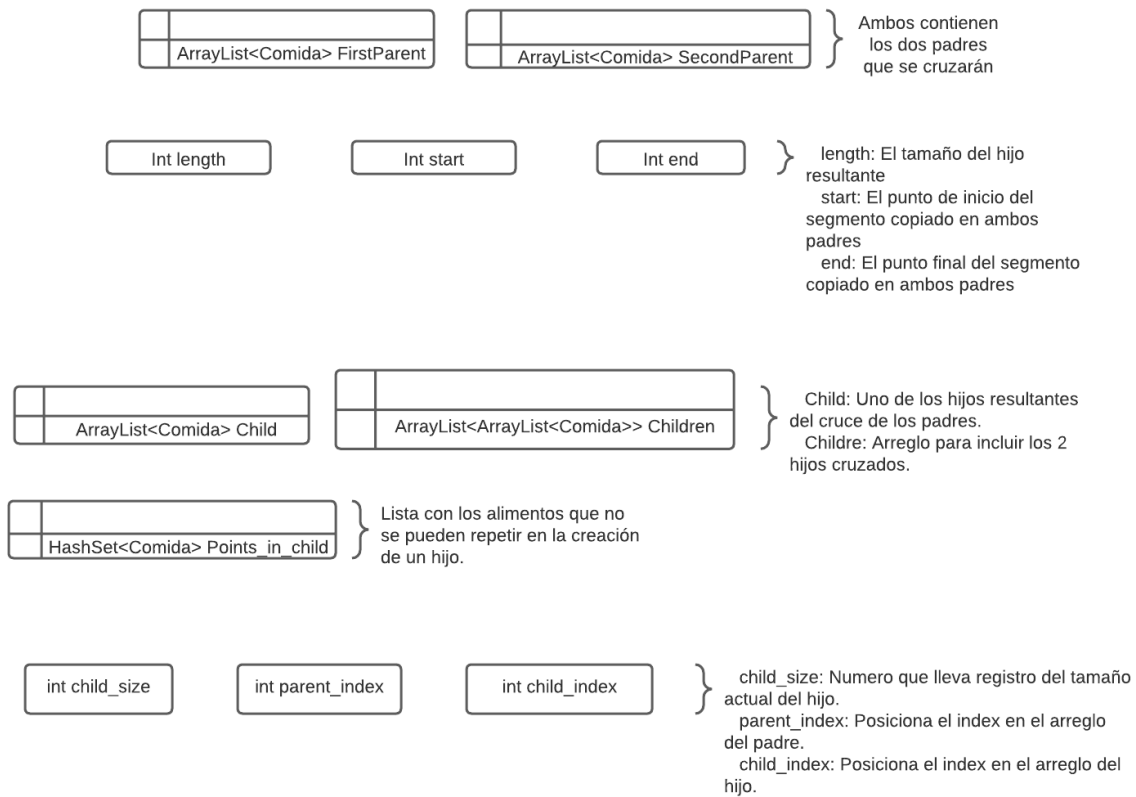 ArrayList<Comida> FirstParent
ArrayList<Comida> SecondParent
Ambos contienen
los dos padres
que se cruzarán
Int length
Int start
Int end
length: El tamaño del hijo
resultante
start: El punto de inicio del
segmento copiado en ambos
padres
end: El punto final del segmento
copiado en ambos padres
ArrayList<Comida> Child
ArrayList<ArrayList<Comida>> Children
Child: Uno de los hijos resultantes
del cruce de los padres.
Childre: Arreglo para incluir los 2
hijos cruzados.
HashSet<Comida> Points_in_child
Lista con los alimentos que no
se pueden repetir en la creación
de un hijo.
int child_size
int parent_index
int child_index
child_size: Numero que lleva registro del tamaño
actual del hijo.
parent_index: Posiciona el index en el arreglo
del padre.
child_index: Posiciona el index en el arreglo del
hijo.